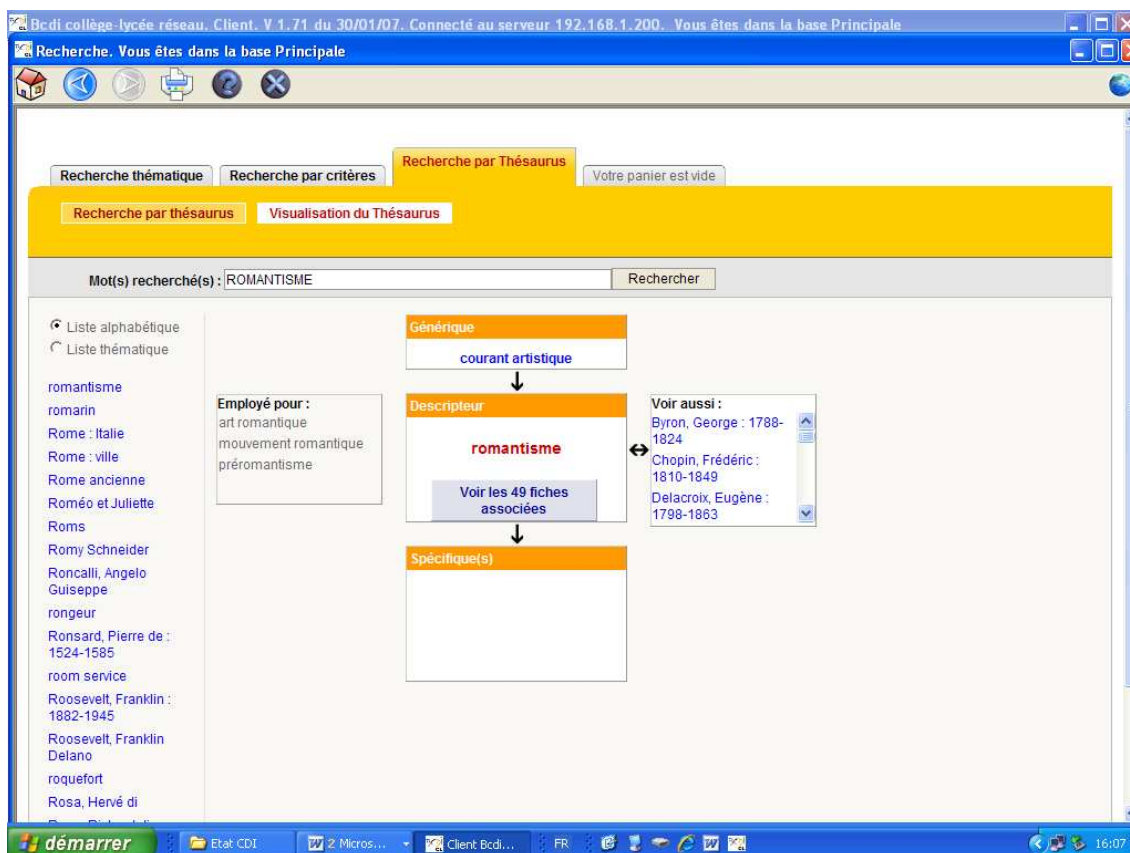 Bcdi collège-lycée réseau. Client. V 1.71 du 30/01/07. Connecté au serveur 192.168.1.200. Vous êtes dans la base Principale
Recherche. Vous êtes dans la base Principale
Recherche thématique
Recherche par critères
Recherche par Thésaurus
Votre panier est vide
Recherche par thésaurus
Visualisation du Thésaurus
Mot(s) recherché(s) : ROMANTISME
Rechercher
Liste alphabétique
Liste thématique
romantisme
romarin
Rome : Italie
Rome : ville
Rome ancienne
Roméo et Juliette
Roms
Romy Schneider
Roncalli, Angelo
Guiseppe
rongeur
Ronsard, Pierre de :
1524-1585
room service
Roosevelt, Franklin :
1882-1945
Roosevelt, Franklin
Delano
roquefort
Rosa, Hervé di
Employé pour :
art romantique
mouvement romantique
préromantisme
Générique
courant artistique
Descripteur
romantisme
Voir les 49 fiches
associées
Spécifique(s)
Voir aussi :
Byron, George : 1788-
1824
Chopin, Frédéric :
1810-1849
Delacroix, Eugène :
1798-1863
démarrer
Etat CDI
2 Micros...
Client Bcdi...
FR
16:07